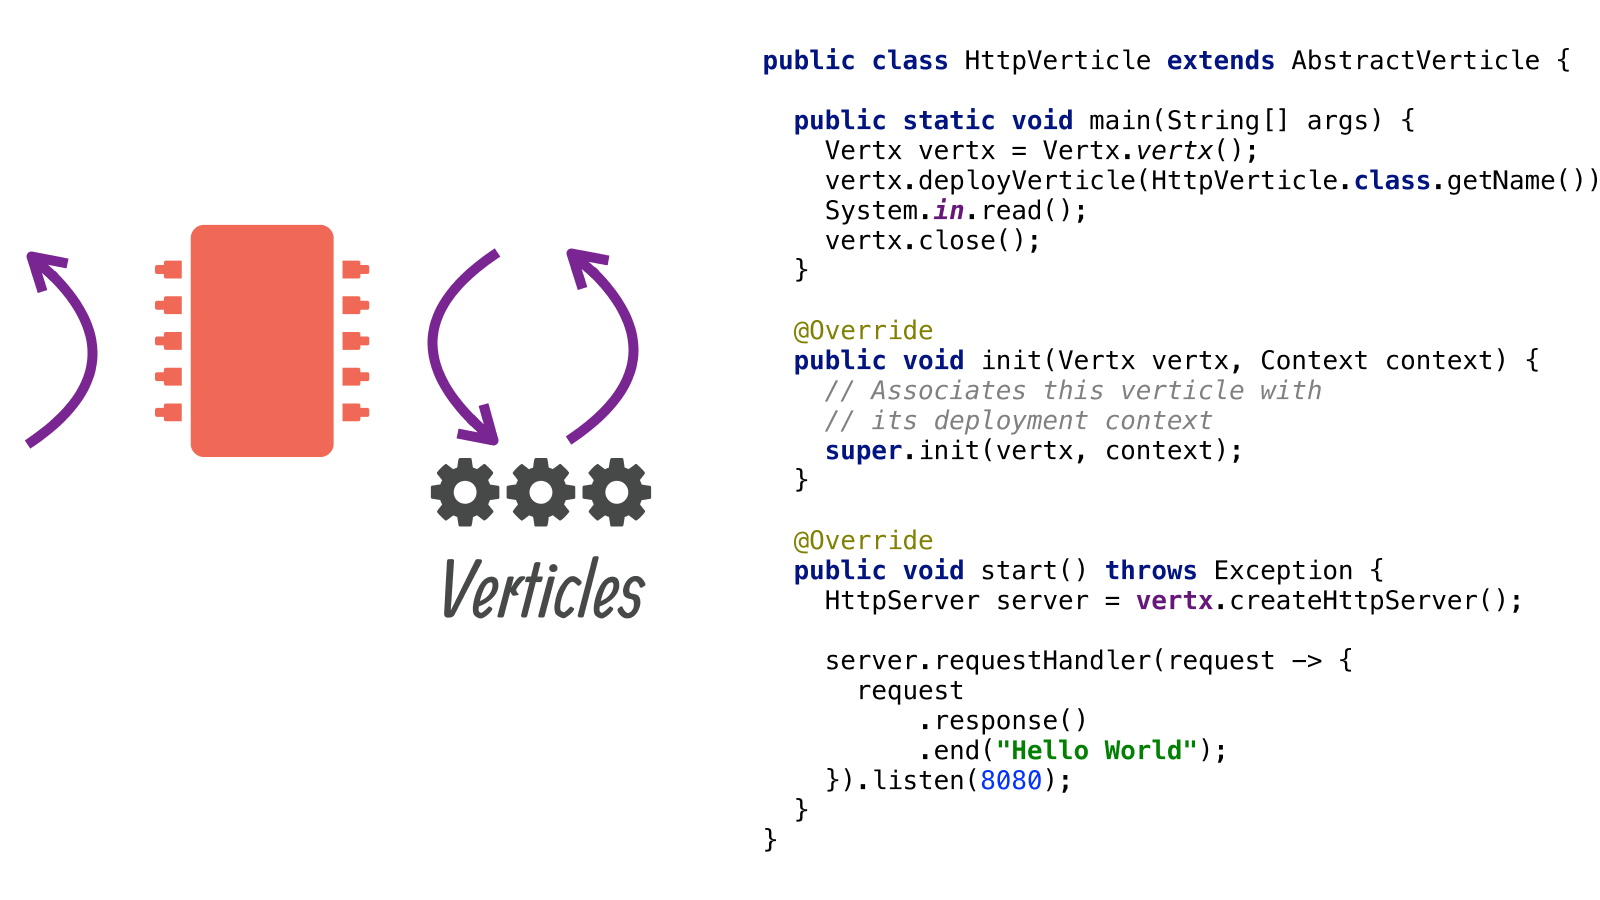 Verticles
public class HttpVerticle extends AbstractVerticle {
  public static void main(String[] args) {
    Vertx vertx = Vertx.vertx();
    vertx.deployVerticle(HttpVerticle.class.getName())
    System.in.read();
    vertx.close();
  }
  @Override
  public void init(Vertx vertx, Context context) {
    // Associates this verticle with
    // its deployment context
    super.init(vertx, context);
  }
  @Override
  public void start() throws Exception {
    HttpServer server = vertx.createHttpServer();
    server.requestHandler(request -> {
      request
          .response()
          .end("Hello World");
    }).listen(8080);
  }
}